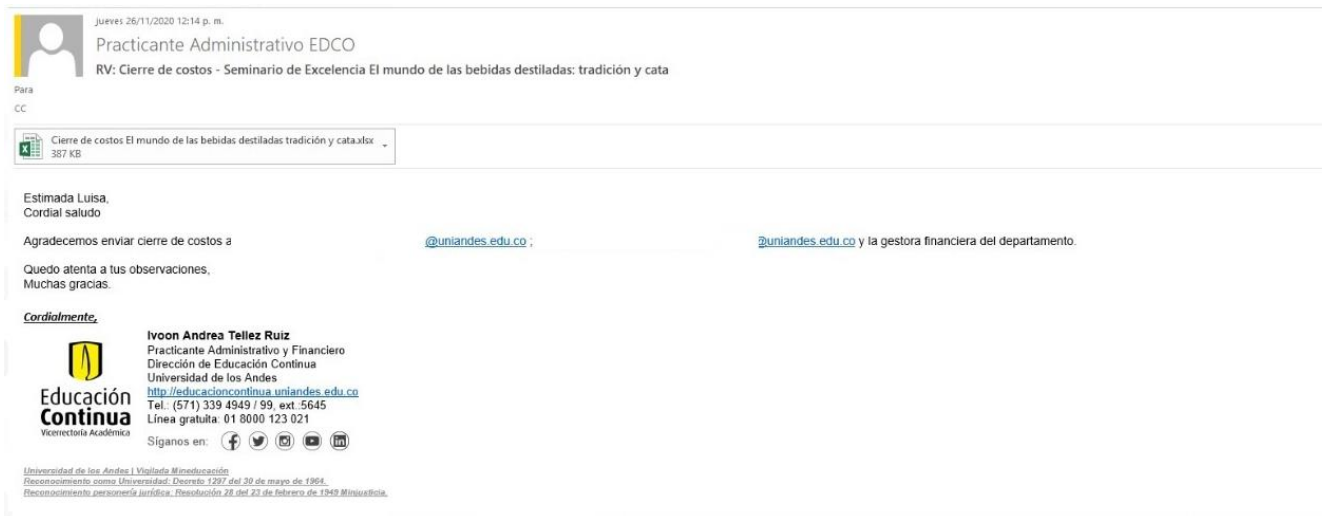 jueves 26/11/2020 12:14 p. m.
Practicante Administrativo EDCO
RV: Cierre de costos - Seminario de Excelencia El mundo de las bebidas destiladas: tradición y cata
Para
CC
Cierre de costos El mundo de las bebidas destiladas tradición y cata.xlsx
387 KB
Estimada Luisa,
Cordial saludo
Agradecemos enviar cierre de costos a @uniandes.edu.co ; @uniandes.edu.co y la gestora financiera del departamento.
Quedo atenta a tus observaciones,
Muchas gracias.
Cordialmente,
Educación
Continua
Vicerrectoría Académica
Ivoon Andrea Tellez Ruiz
Practicante Administrativo y Financiero
Dirección de Educación Continua
Universidad de los Andes
http://educacioncontinua.uniandes.edu.co
Tel.: (571) 339 4949 / 99, ext.:5645
Línea gratuita: 01 8000 123 021
Síganos en:
Universidad de los Andes | Vigilada Mineducación
Reconocimiento como Universidad: Decreto 1297 del 30 de mayo de 1964.
Reconocimiento personería jurídica: Resolución 28 del 23 de febrero de 1949 Minjusticia.